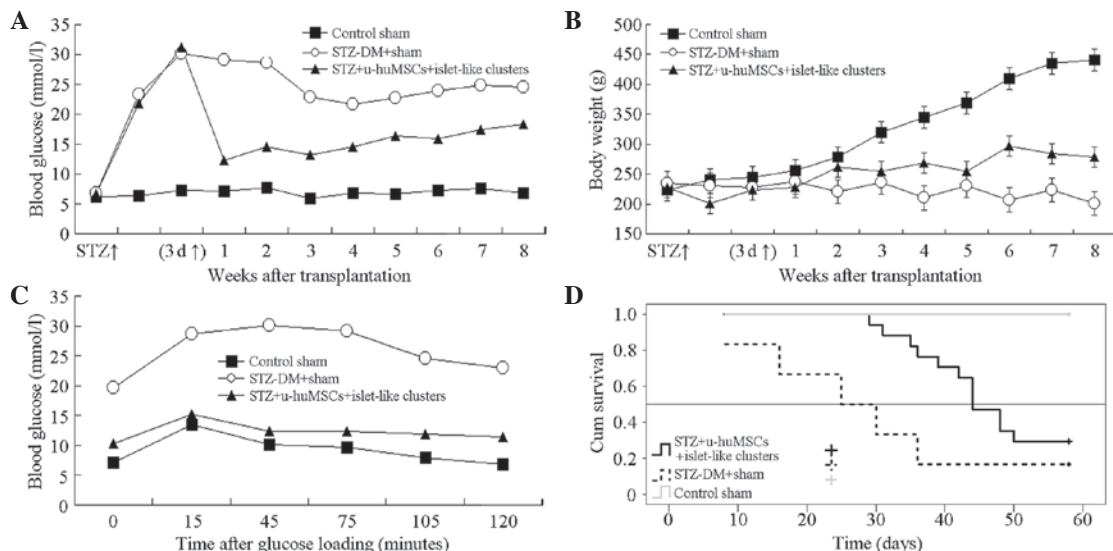 A
Blood glucose (mmol/l)
35
30
25
20
15
10
5
0
Control sham
STZ-DM+sham
STZ+u-huMSCs+islet-like clusters
STZ↑ (3 d ↑) 1 2 3 4 5 6 7 8
Weeks after transplantation
B
Body weight (g)
500
450
400
350
300
250
200
150
Control sham
STZ-DM+sham
STZ+u-huMSCs+islet-like clusters
STZ↑ (3 d ↑) 1 2 3 4 5 6 7 8
Weeks after transplantation
C
Blood glucose (mmol/l)
35
30
25
20
15
10
5
0
Control sham
STZ-DM+sham
STZ+u-huMSCs+islet-like clusters
0 15 45 75 105 120
Time after glucose loading (minutes)
D
Cum survival
1.0
0.8
0.6
0.4
0.2
0
STZ+u-huMSCs
+islet-like clusters
STZ-DM+sham
Control sham
0 10 20 30 40 50 60
Time (days)